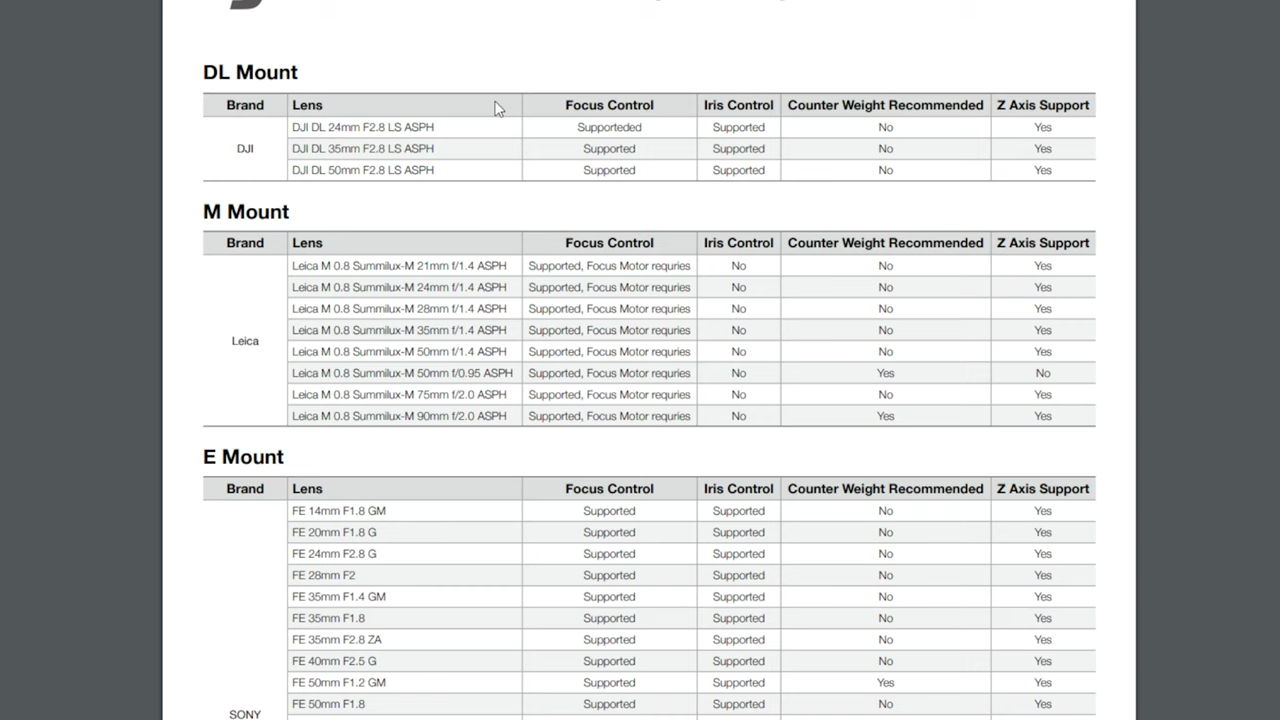 DL Mount
Brand Lens Focus Control Iris Control Counter Weight Recommended Z Axis Support
DJI DL 24mm F2.8 LS ASPH Supporteded Supported No Yes
DJI DJI DL 35mm F2.8 LS ASPH Supported Supported No Yes
DJI DL 50mm F2.8 LS ASPH Supported Supported No Yes
M Mount
Brand Lens Focus Control Iris Control Counter Weight Recommended Z Axis Support
Leica M 0.8 Summilux-M 21mm f/1.4 ASPH Supported, Focus Motor requries No No Yes
Leica M 0.8 Summilux-M 24mm f/1.4 ASPH Supported, Focus Motor requries No No Yes
Leica M 0.8 Summilux-M 28mm f/1.4 ASPH Supported, Focus Motor requries No No Yes
Leica M 0.8 Summilux-M 35mm f/1.4 ASPH Supported, Focus Motor requries No No Yes
Leica
Leica M 0.8 Summilux-M 50mm f/1.4 ASPH Supported, Focus Motor requries No No Yes
Leica M 0.8 Summilux-M 50mm f/0.95 ASPH Supported, Focus Motor requries No Yes No
Leica M 0.8 Summilux-M 75mm f/2.0 ASPH Supported, Focus Motor requries No No Yes
Leica M 0.8 Summilux-M 90mm f/2.0 ASPH Supported, Focus Motor requries No Yes Yes
E Mount
Brand Lens Focus Control Iris Control Counter Weight Recommended Z Axis Support
FE 14mm F1.8 GM Supported Supported No Yes
FE 20mm F1.8 G Supported Supported No Yes
FE 24mm F2.8 G Supported Supported No Yes
FE 28mm F2 Supported Supported No Yes
FE 35mm F1.4 GM Supported Supported No Yes
FE 35mm F1.8 Supported Supported No Yes
FE 35mm F2.8 ZA Supported Supported No Yes
FE 40mm F2.5 G Supported Supported No Yes
FE 50mm F1.2 GM Supported Supported Yes Yes
FE 50mm F1.8 Supported Supported No Yes
SONY